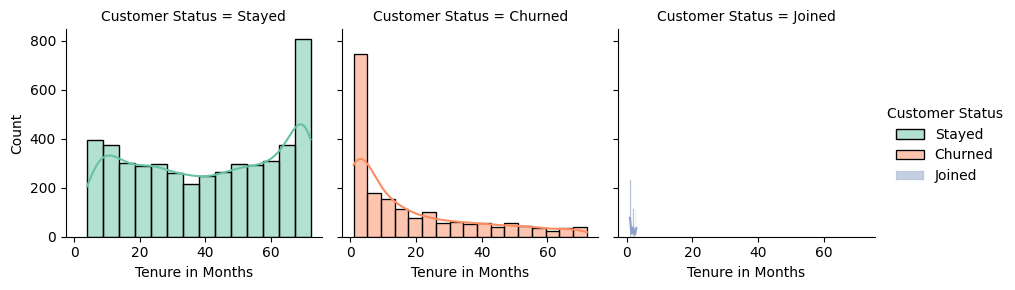 Customer Status = Stayed
Customer Status = Churned
Customer Status = Joined
800
600
400
200
0
Count
0 20 40 60
0 20 40 60
0 20 40 60
Tenure in Months
Tenure in Months
Tenure in Months
Customer Status
Stayed
Churned
Joined